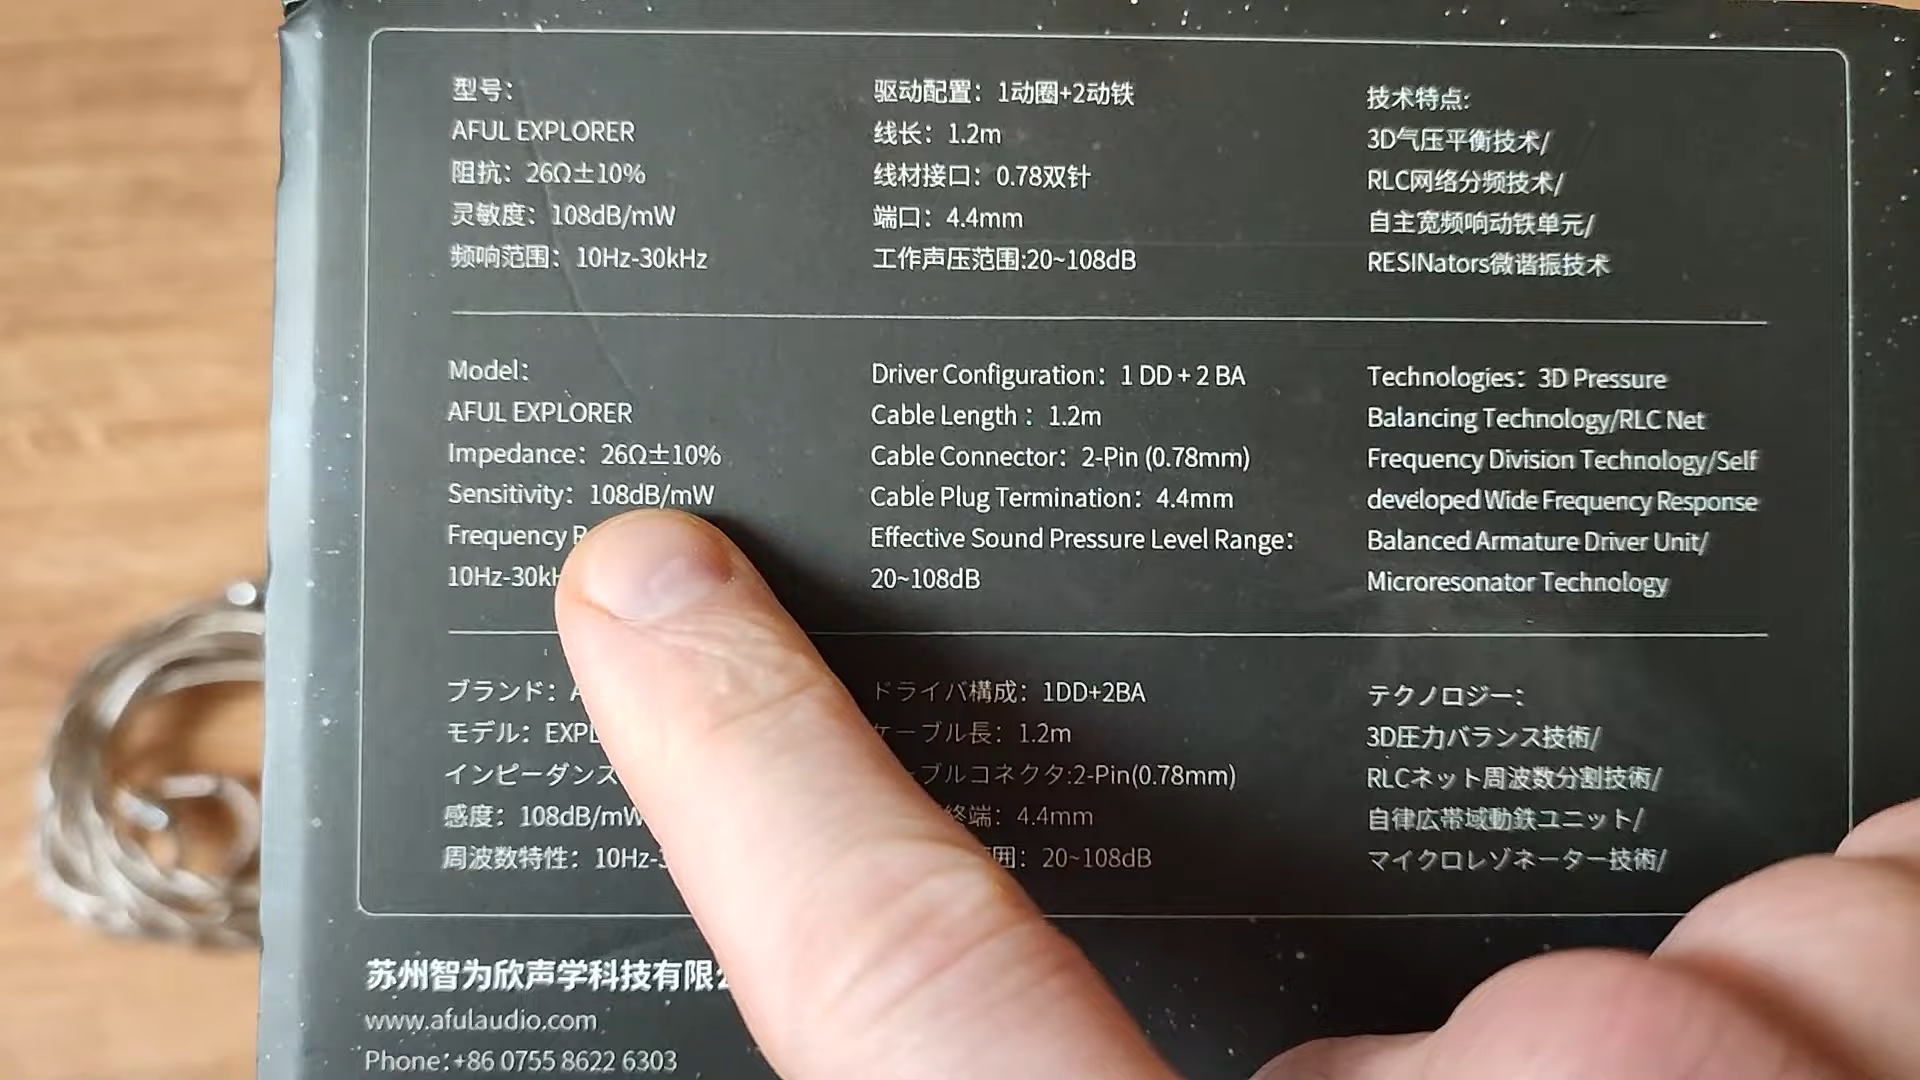 型号：
AFUL EXPLORER
阻抗：26Ω±10%
灵敏度：108dB/mW
频响范围：10Hz-30kHz
驱动配置：1动圈+2动铁
线长：1.2m
线材接口：0.78双针
端口：4.4mm
工作声压范围:20~108dB
技术特点:
3D气压平衡技术/
RLC网络分频技术/
自主宽频响动铁单元/
RESINators微谐振技术
Model：
AFUL EXPLORER
Impedance：26Ω±10%
Sensitivity：108dB/mW
Frequency
10Hz-30kH
Driver Configuration：1 DD + 2 BA
Cable Length：1.2m
Cable Connector：2-Pin (0.78mm)
Cable Plug Termination：4.4mm
Effective Sound Pressure Level Range：
20~108dB
Technologies：3D Pressure
Balancing Technology/RLC Net
Frequency Division Technology/Self
developed Wide Frequency Response
Balanced Armature Driver Unit/
Microresonator Technology
ブランド：
モデル：EXPL
インピーダンス
感度：108dB/mW
周波数特性：10Hz-3
ドライバ構成：1DD+2BA
ケーブル長：1.2m
ブルコネクタ:2-Pin(0.78mm)
終端：4.4mm
囲：20~108dB
テクノロジー：
3D圧力バランス技術/
RLCネット周波数分割技術/
自律広帯域動鉄ユニット/
マイクロレゾネーター技術/
苏州智为欣声学科技有限
www.afulaudio.com
Phone：+86 0755 8622 6303